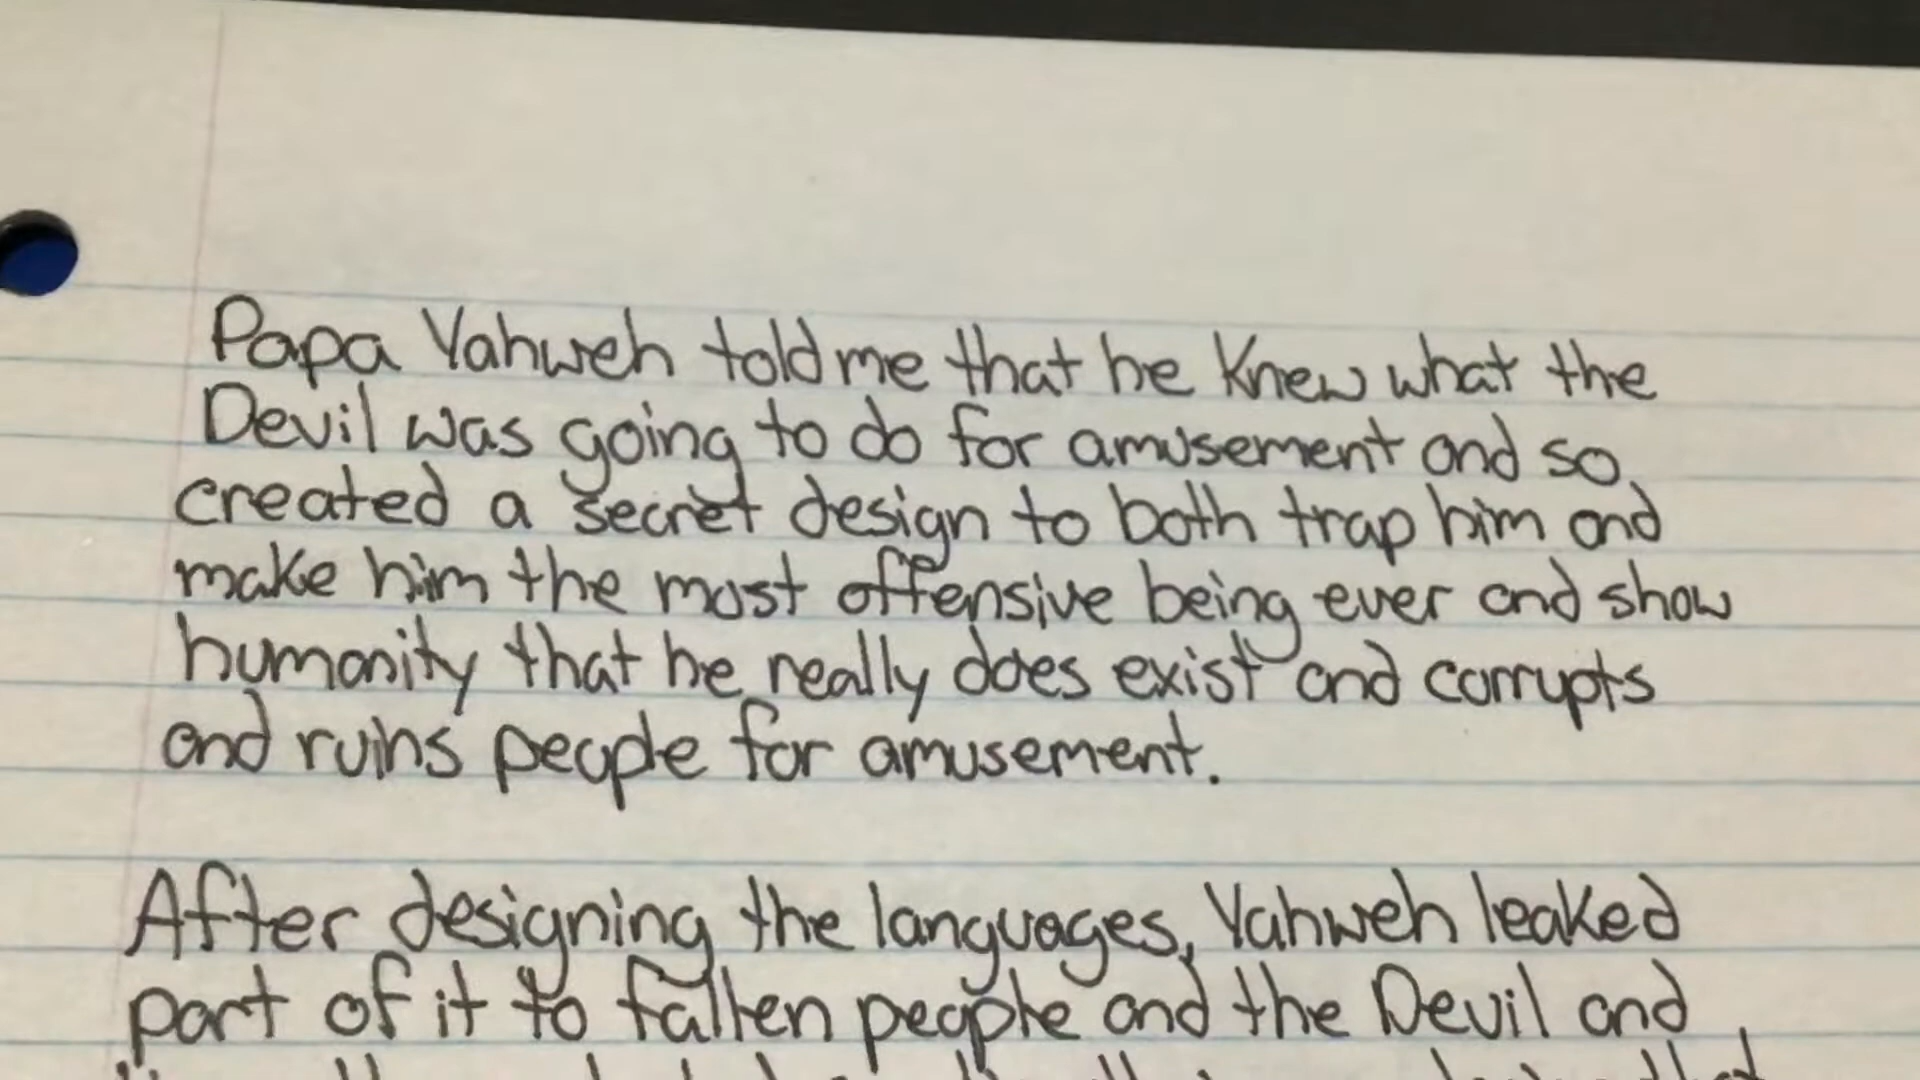 Papa Yahweh told me that he Knew what the
Devil was going to do for amusement and so
created a secret design to both trap him and
make him the most offensive being ever and show
humanity that he really does exist and corrupts
and ruins people for amusement.
After designing the languages, Yahweh leaked
part of it to fallen people and the Devil and